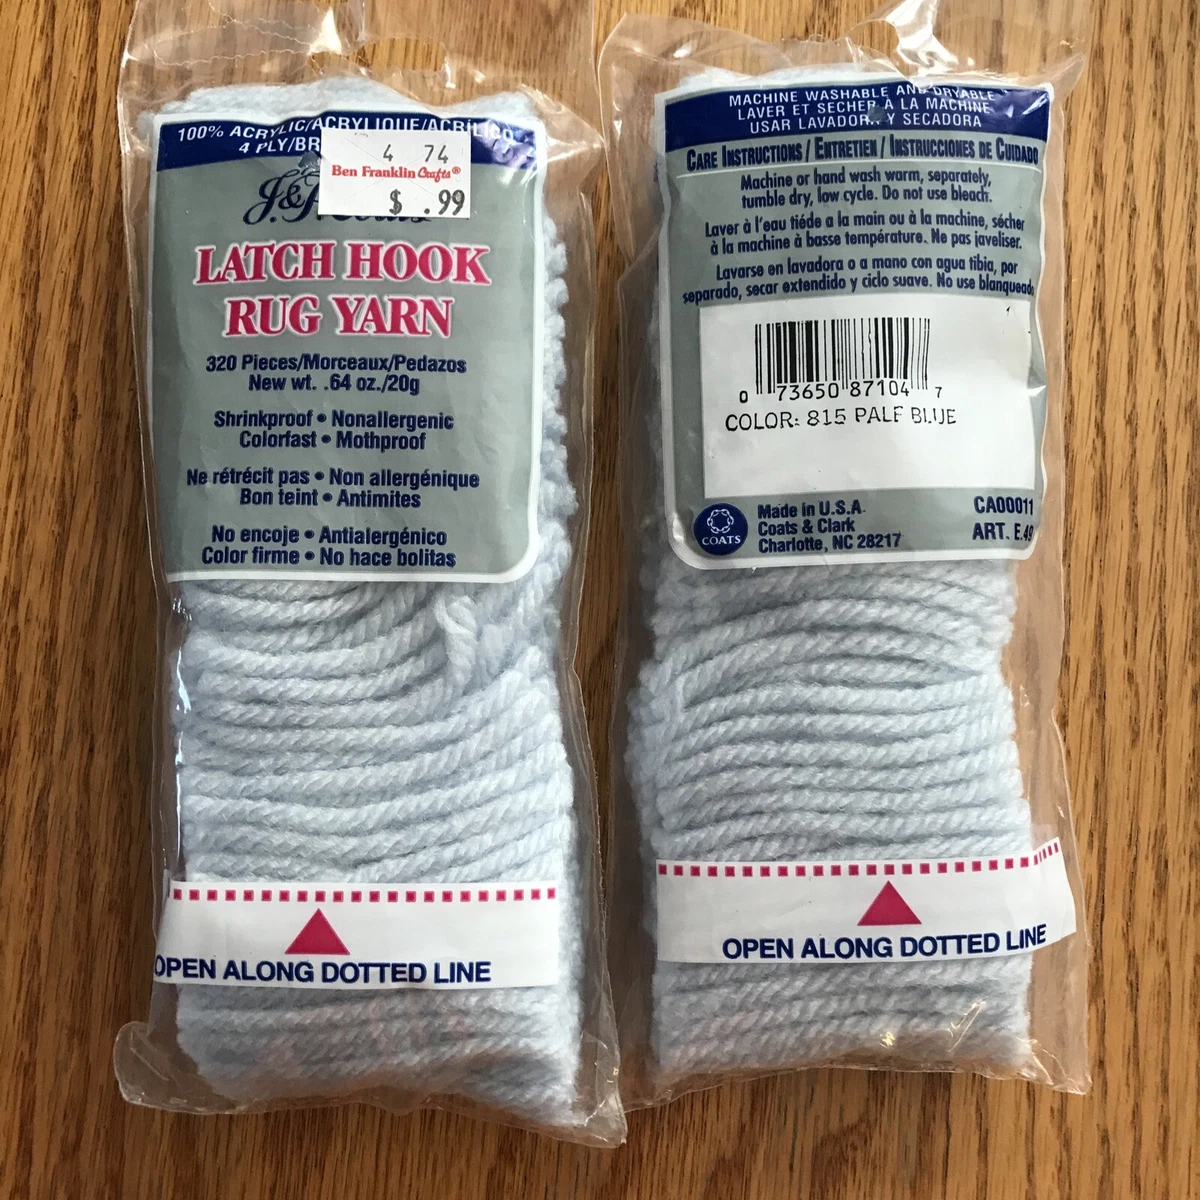 100% ACRYLIC/ACRYLIQUE/ACRÍLICO
4 PLY/BR
4 74
Ben Franklin Crafts®
$ .99
J.&P.
LATCH HOOK
RUG YARN
320 Pieces/Morceaux/Pedazos
New wt. .64 oz./20g
Shrinkproof • Nonallergenic
Colorfast • Mothproof
Ne rétrécit pas • Non allergénique
Bon teint • Antimites
No encoje • Antialergénico
Color firme • No hace bolitas
OPEN ALONG DOTTED LINE
MACHINE WASHABLE AND DRYABLE
LAVER ET SECHER À LA MACHINE
USAR LAVADORA Y SECADORA
CARE INSTRUCTIONS / ENTRETIEN / INSTRUCCIONES DE CUIDADO
Machine or hand wash warm, separately,
tumble dry, low cycle. Do not use bleach.
Laver à l'eau tiéde a la main ou à la machine, sécher
à la machine à basse température. Ne pas javeliser.
Lavarse en lavadora o a mano con agua tibia, por
separado, secar extendido y ciclo suave. No use blanqueado
0 73650 87104 7
COLOR: 815 PALE BLUE
COATS
Made in U.S.A.
Coats & Clark
Charlotte, NC 28217
CA00011
ART. E.49
OPEN ALONG DOTTED LINE